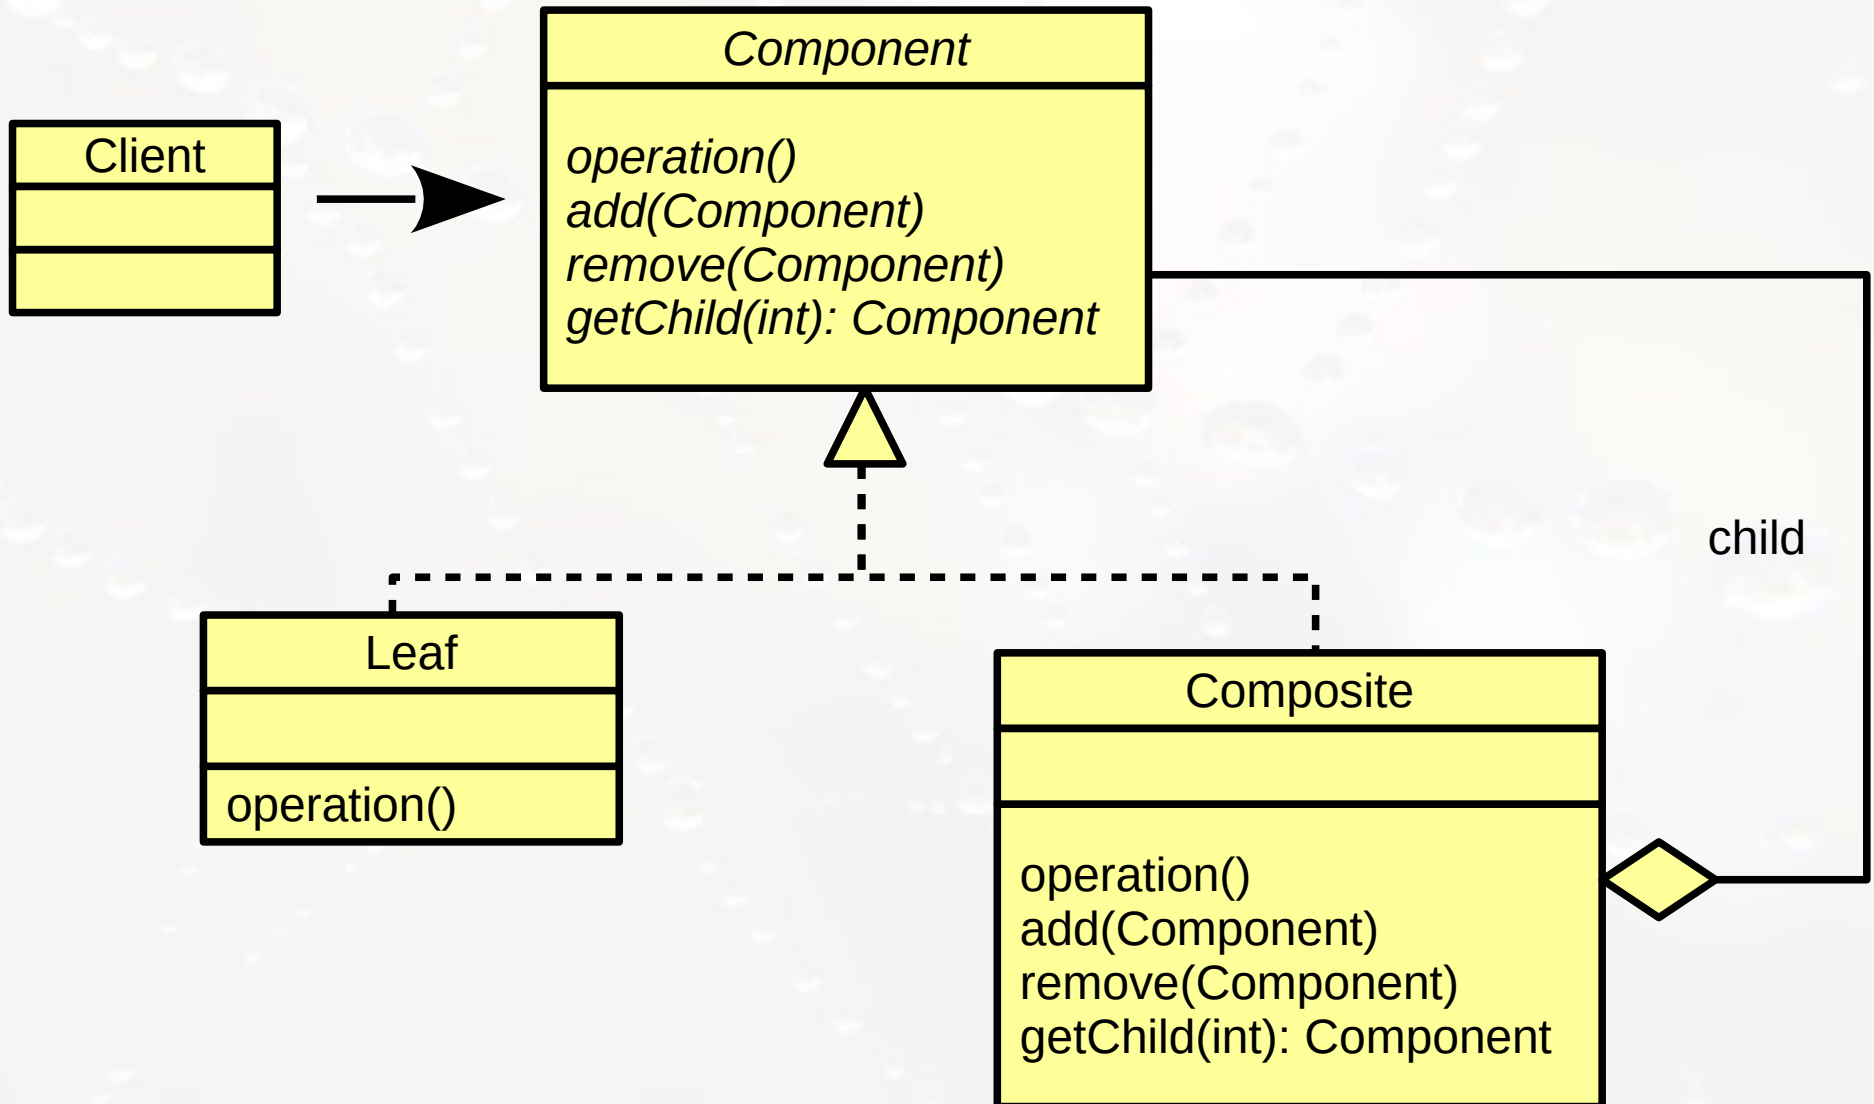 Component
Client
operation()
add(Component)
remove(Component)
getChild(int): Component
child
Leaf
operation()
Composite
operation()
add(Component)
remove(Component)
getChild(int): Component